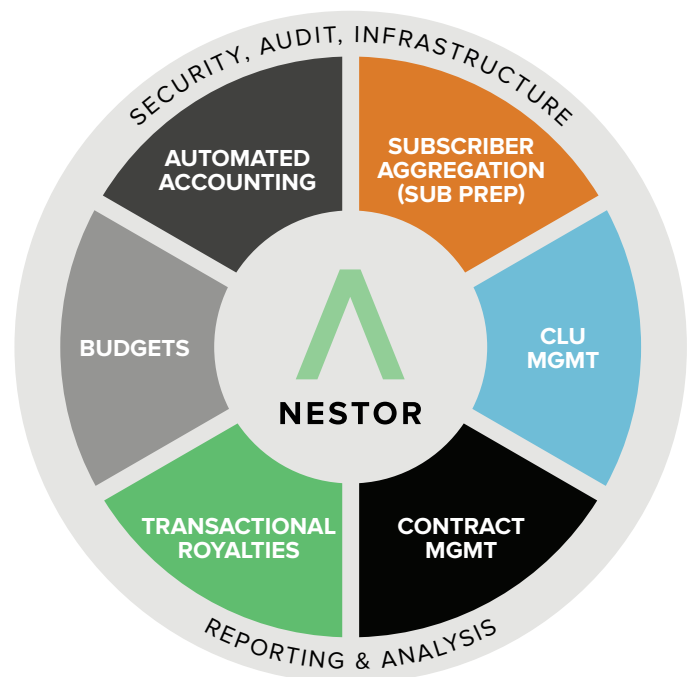 SECURITY, AUDIT, INFRASTRUCTURE
AUTOMATED
ACCOUNTING
SUBSCRIBER
AGGREGATION
(SUB PREP)
BUDGETS
CLU
MGMT
NESTOR
TRANSACTIONAL
ROYALTIES
CONTRACT
MGMT
REPORTING & ANALYSIS